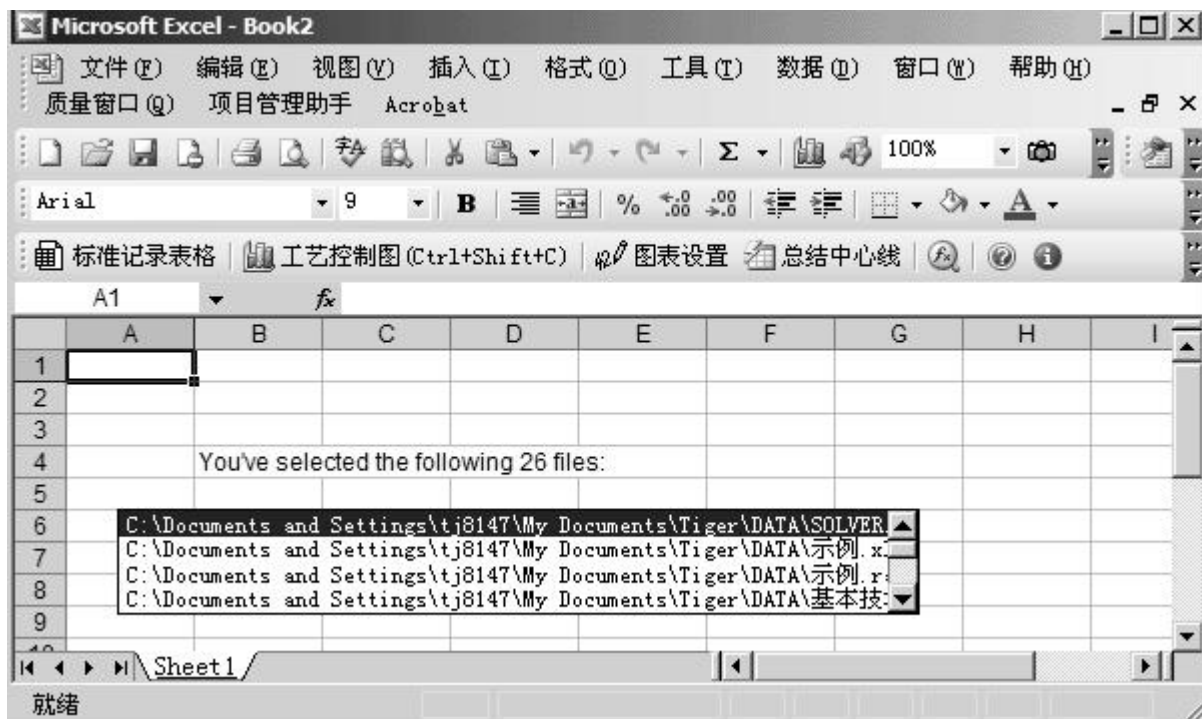 Microsoft Excel - Book2
文件(F) 编辑(E) 视图(V) 插入(I) 格式(O) 工具(T) 数据(D) 窗口(W) 帮助(H)
质量窗口(Q) 项目管理助手 Acrobat
100%
Arial 9 B % A
标准记录表格 工艺控制图(Ctrl+Shift+C) 图表设置 总结中心线
A1 fx
A B C D E F G H I
1
2
3
4 You've selected the following 26 files:
5
6 C:\Documents and Settings\tj8147\My Documents\Tiger\DATA\SOLVER.
7 C:\Documents and Settings\tj8147\My Documents\Tiger\DATA\示例.x
C:\Documents and Settings\tj8147\My Documents\Tiger\DATA\示例.r
8 C:\Documents and Settings\tj8147\My Documents\Tiger\DATA\基本技
9
Sheet1
就绪